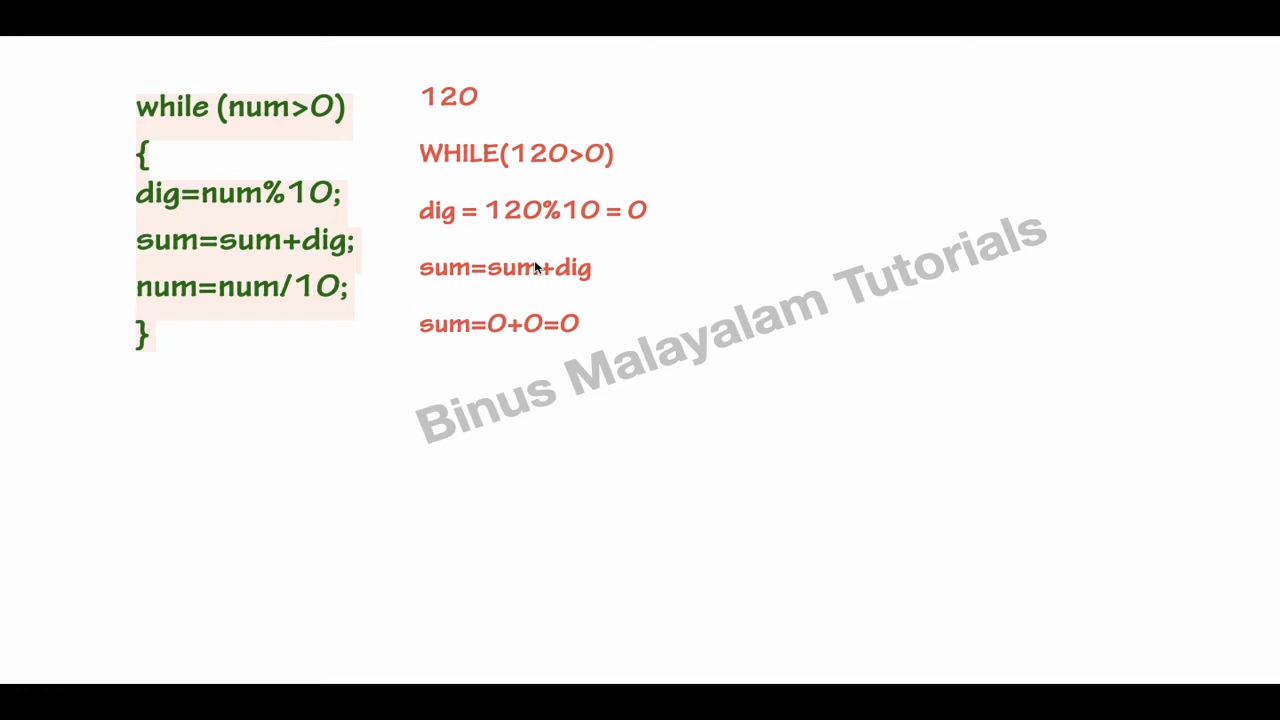 while (num>0)
{
dig=num%10;
sum=sum+dig;
num=num/10;
}
120
WHILE(120>0)
dig = 120%10 = 0
sum=sum+dig
sum=0+0=0
Binus Malayalam Tutorials